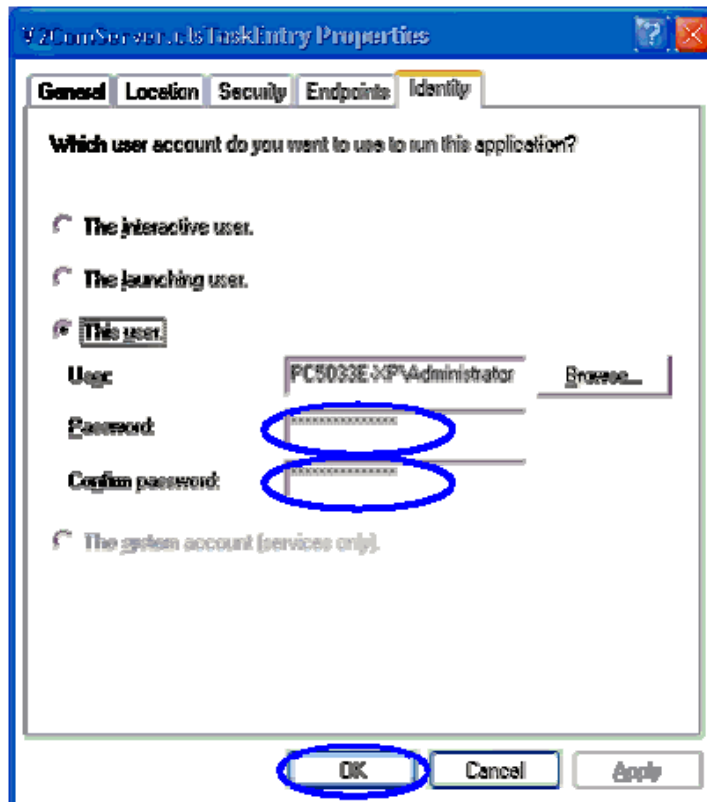 V2ComServer.clsTaskEntry Properties
General Location Security Endpoints Identity
Which user account do you want to use to run this application?
The interactive user.
The launching user.
This user.
User: PC5033E-XP\Administrator Browse...
Password: ***************
Confirm password: ***************
The system account (services only).
OK Cancel Apply